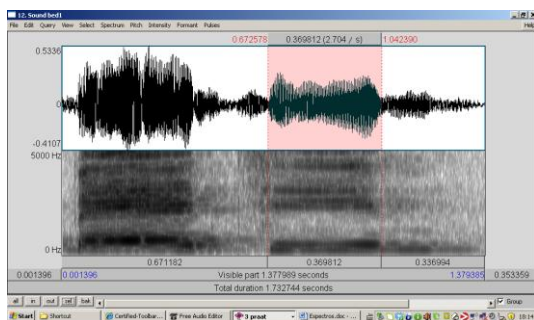 12. Sound bed1
File Edit Query View Select Spectrum Pitch Intensity Formant Pulses Help
0.672578 0.369812 (2.704 / s) 1.042390
0.5336
0
-0.4107
5000 Hz
0 Hz
0.671182 0.369812 0.336994
0.001396 0.001396 Visible part 1.377989 seconds 1.379385 0.353359
Total duration 1.732744 seconds
all in out sel bak Group
Start Shortcut Certified-Toolbar... Free Audio Editor 3 praat Espectros.doc - ... 18:14